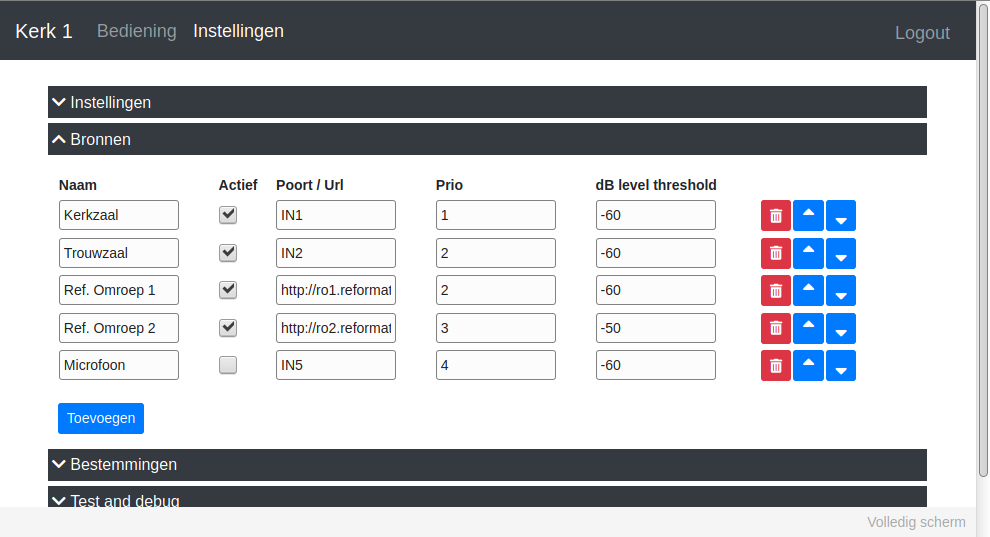 Kerk 1 Bediening Instellingen Logout
Instellingen
Bronnen
Naam Actief Poort / Url Prio dB level threshold
Kerkzaal IN1 1 -60
Trouwzaal IN2 2 -60
Ref. Omroep 1 http://ro1.reformat 2 -60
Ref. Omroep 2 http://ro2.reformat 3 -50
Microfoon IN5 4 -60
Toevoegen
Bestemmingen
Test and debug
Volledig scherm